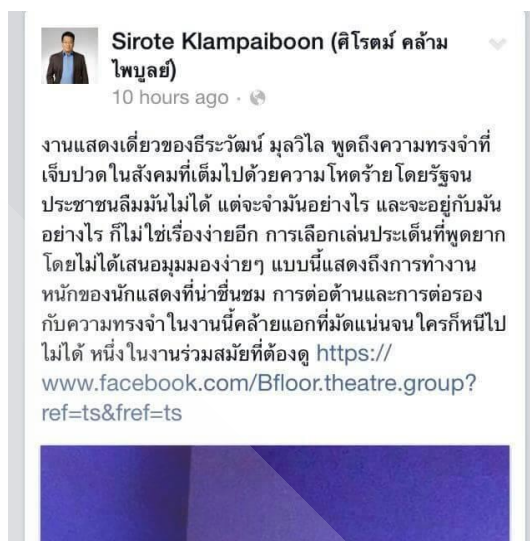 Sirote Klampaiboon (ศิโรตม์ คล้าม
ไพบูลย์)
10 hours ago ·
งานแสดงเดี่ยวของธีระวัฒน์ มุลวิไล พูดถึงความทรงจำที่
เจ็บปวดในสังคมที่เต็มไปด้วยความโหดร้ายโดยรัฐจน
ประชาชนลืมมันไม่ได้ แต่จะจำมันอย่างไร และจะอยู่กับมัน
อย่างไร ก็ไม่ใช่เรื่องง่ายอีก การเลือกเล่นประเด็นที่พูดยาก
โดยไม่ได้เสนอมุมมองง่ายๆ แบบนี้แสดงถึงการทำงาน
หนักของนักแสดงที่น่าชื่นชม การต่อต้านและการต่อรอง
กับความทรงจำในงานนี้คล้ายแอกที่มัดแน่นจนใครก็หนีไป
ไม่ได้ หนึ่งในงานร่วมสมัยที่ต้องดู https://
www.facebook.com/Bfloor.theatre.group?
ref=ts&fref=ts